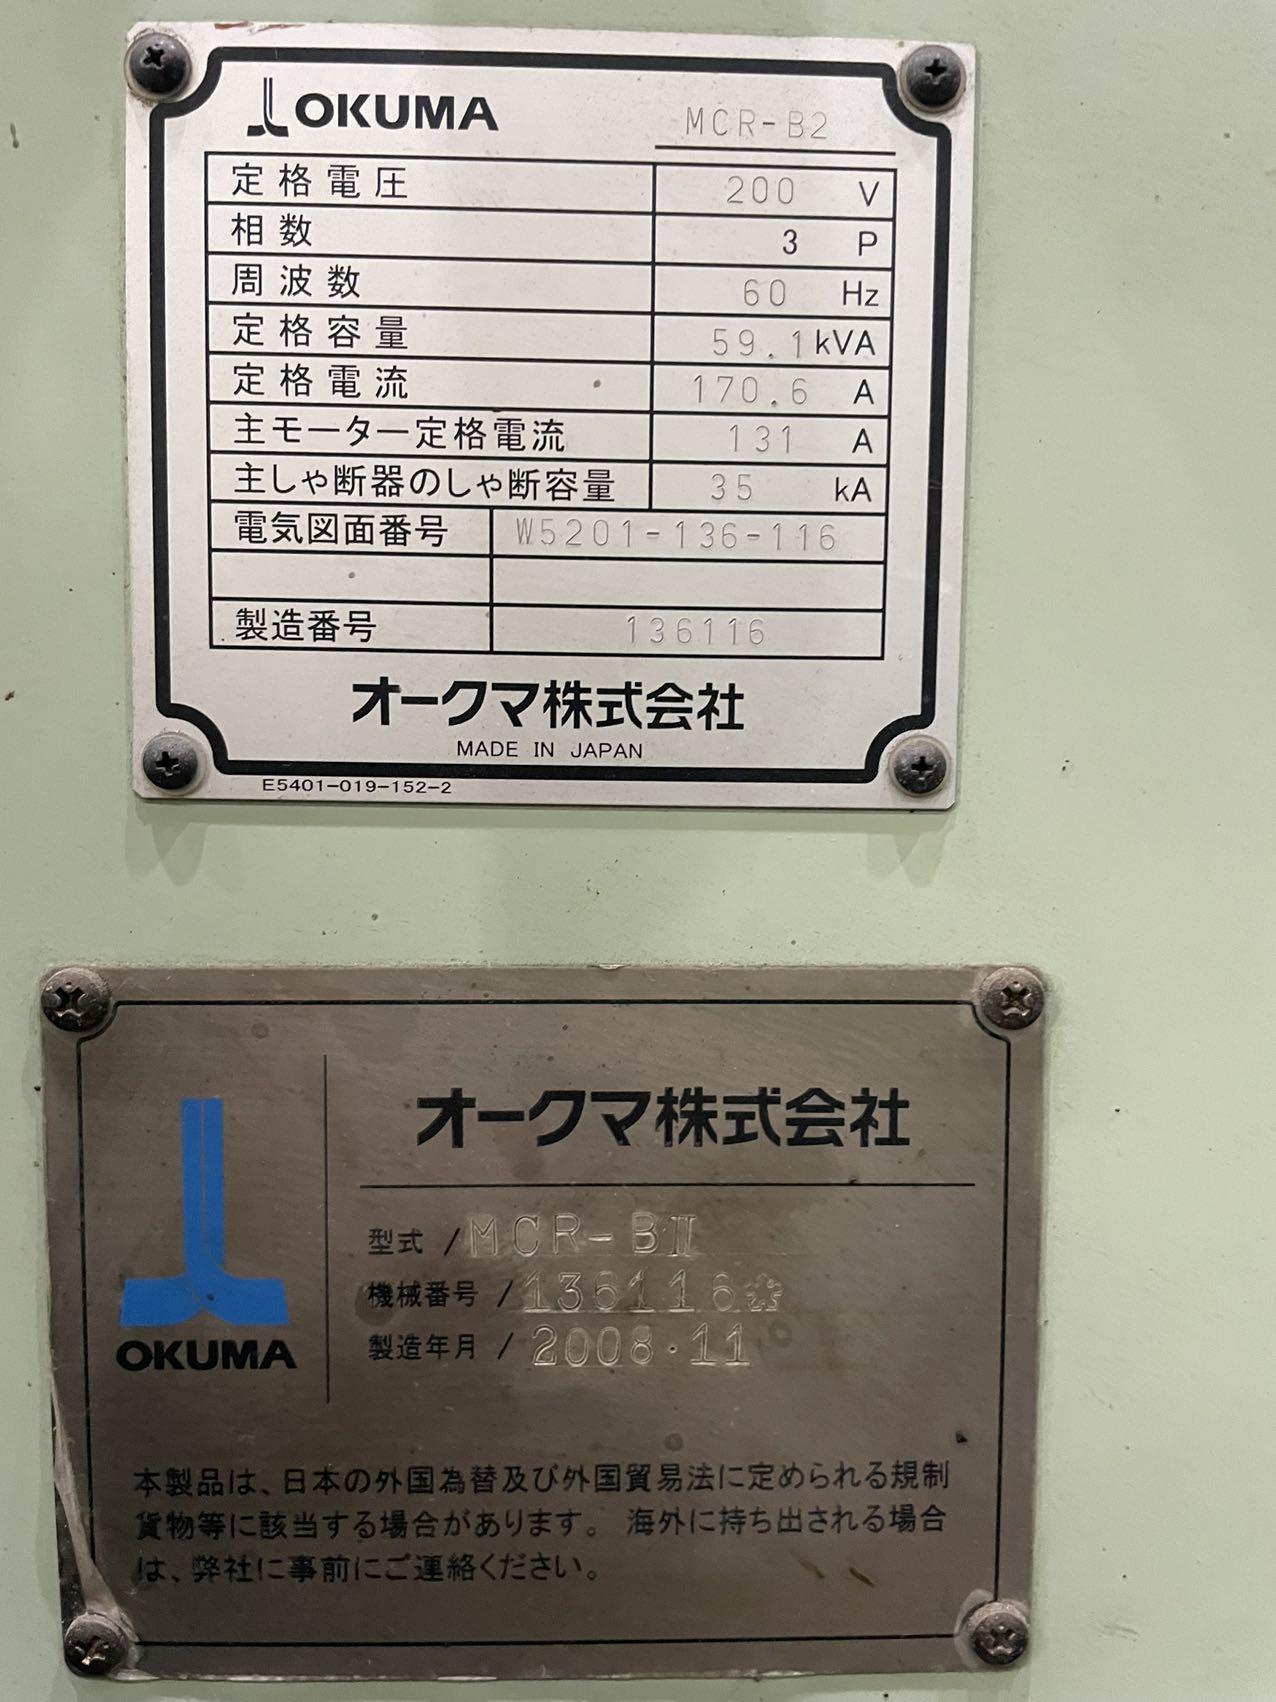 OKUMA MCR-B2
定格電圧 200 V
相数 3 P
周波数 60 Hz
定格容量 59.1 kVA
定格電流 170.6 A
主モーター定格電流 131 A
主しゃ断器のしゃ断容量 35 kA
電気図面番号 W5201-136-116
製造番号 136116
オークマ株式会社
MADE IN JAPAN
E5401-019-152-2
オークマ株式会社
型式 / MCR-BⅡ
機械番号 / 136116
製造年月 / 2008・11
OKUMA
本製品は、日本の外国為替及び外国貿易法に定められる規制
貨物等に該当する場合があります。 海外に持ち出される場合
は、弊社に事前にご連絡ください。